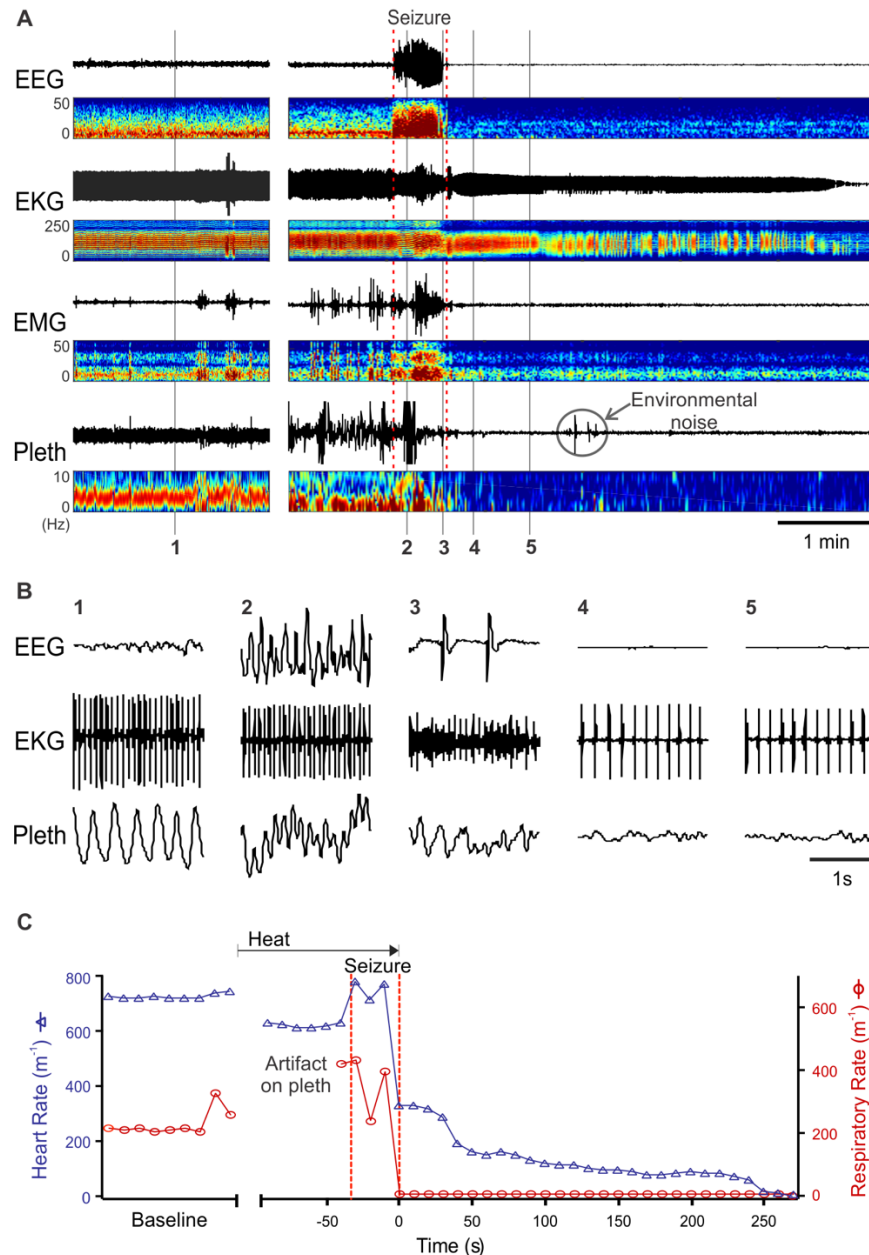 A
Seizure
EEG
50
0
EKG
250
0
EMG
50
0
Environmental
noise
Pleth
10
0
(Hz)
1 2 3 4 5
1 min
B
1 2 3 4 5
EEG
EKG
Pleth
1s
C
Heat
Seizure
800
600
400
200
0
Heart Rate (m⁻¹)
Artifact
on pleth
600
400
200
0
Respiratory Rate (m⁻¹)
Baseline
-50 0 50 100 150 200 250
Time (s)